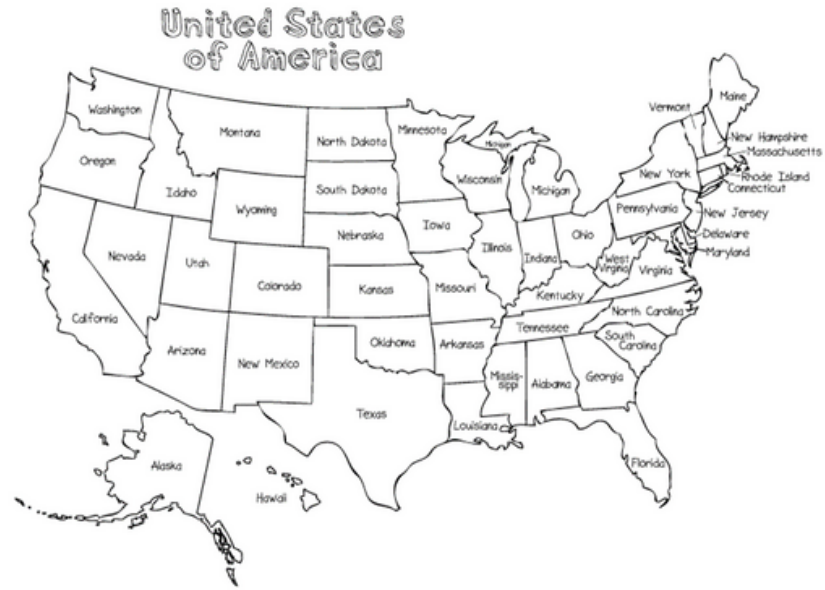 United States
of America
Washington
Oregon
Idaho
Montana
Wyoming
North Dakota
South Dakota
Nebraska
Minnesota
Wisconsin
Michigan
Michigan
Iowa
Illinois
Indiana
Ohio
Pennsylvania
New York
Vermont
Maine
New Hampshire
Massachusetts
Rhode Island
Connecticut
New Jersey
Delaware
Maryland
West
Virginia
Virginia
Kentucky
North Carolina
Tennessee
South
Carolina
California
Nevada
Utah
Colorado
Kansas
Missouri
Arizona
New Mexico
Oklahoma
Arkansas
Texas
Louisiana
Missis-
sippi
Alabama
Georgia
Florida
Alaska
Hawaii